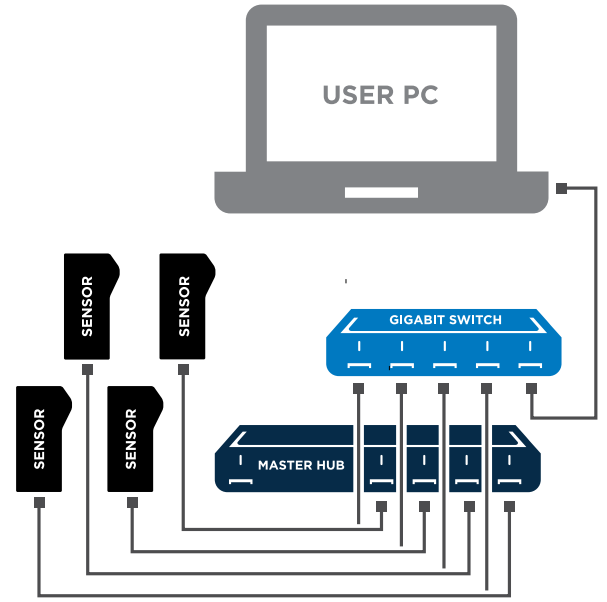 USER PC
SENSOR
SENSOR
GIGABIT SWITCH
SENSOR
SENSOR
MASTER HUB